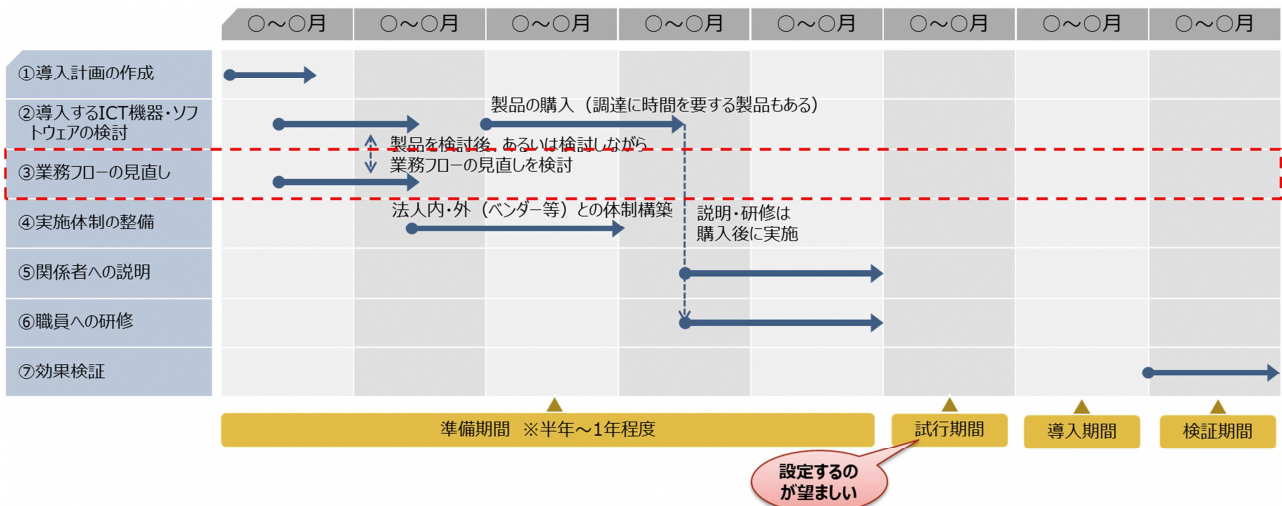 ○～○月 ○～○月 ○～○月 ○～○月 ○～○月 ○～○月 ○～○月 ○～○月
①導入計画の作成
②導入するICT機器・ソフ
トウェアの検討
製品の購入（調達に時間を要する製品もある）
製品を検討後、あるいは検討しながら
業務フローの見直しを検討
③業務フローの見直し
④実施体制の整備
法人内・外（ベンダー等）との体制構築
説明・研修は
購入後に実施
⑤関係者への説明
⑥職員への研修
⑦効果検証
準備期間 ※半年～1年程度
試行期間
導入期間
検証期間
設定するの
が望ましい